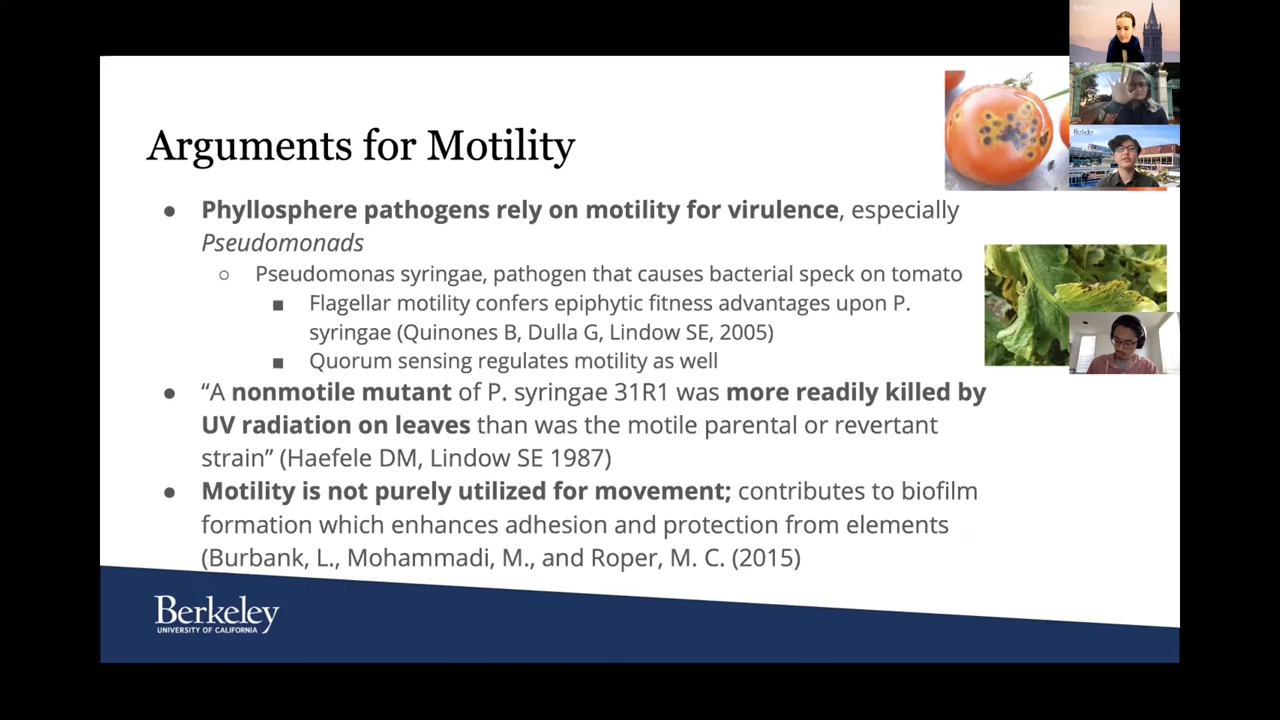 Arguments for Motility
● Phyllosphere pathogens rely on motility for virulence, especially
Pseudomonads
○ Pseudomonas syringae, pathogen that causes bacterial speck on tomato
■ Flagellar motility confers epiphytic fitness advantages upon P.
syringae (Quinones B, Dulla G, Lindow SE, 2005)
■ Quorum sensing regulates motility as well
● “A nonmotile mutant of P. syringae 31R1 was more readily killed by
UV radiation on leaves than was the motile parental or revertant
strain” (Haefele DM, Lindow SE 1987)
● Motility is not purely utilized for movement; contributes to biofilm
formation which enhances adhesion and protection from elements
(Burbank, L., Mohammadi, M., and Roper, M. C. (2015)
Berkeley
UNIVERSITY OF CALIFORNIA
Berkeley
Berkeley